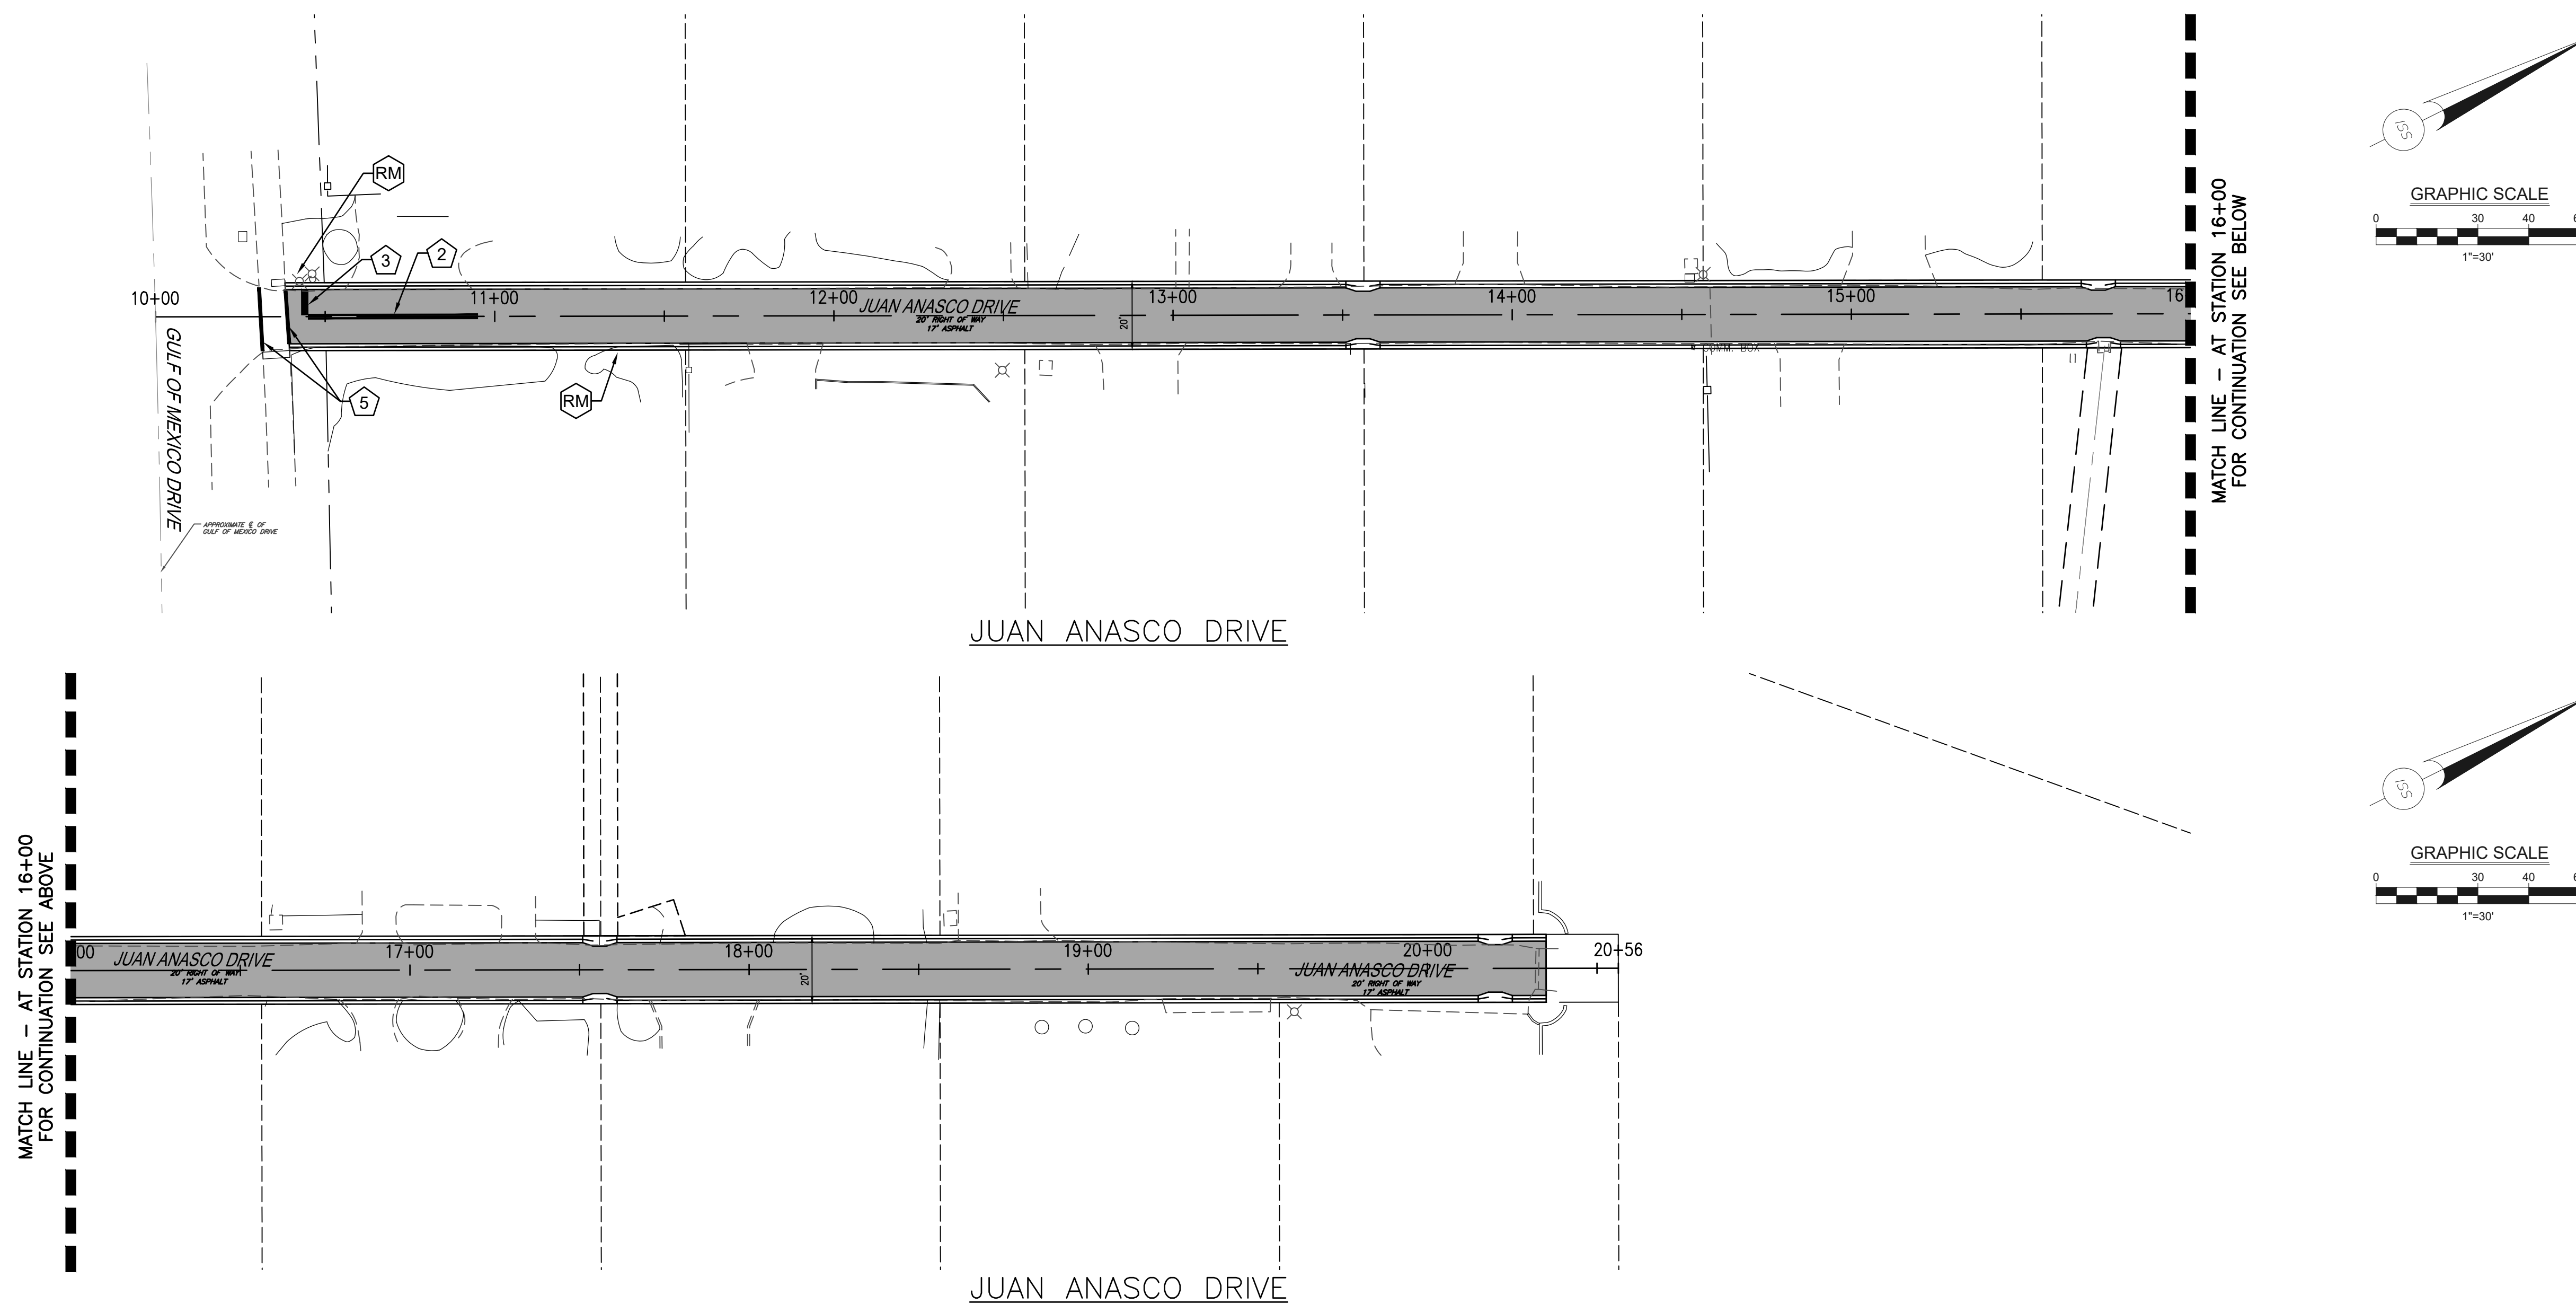 RM
3
2
10+00
11+00
12+00
JUAN ANASCO DRIVE
20' RIGHT OF WAY
17' ASPHALT
20'
13+00
14+00
15+00
16
COMM. BOX
RM
5
GULF OF MEXICO DRIVE
APPROXIMATE ℄ OF
GULF OF MEXICO DRIVE
MATCH LINE – AT STATION 16+00
FOR CONTINUATION SEE BELOW
ISS
GRAPHIC SCALE
0 30 40
1"=30'
JUAN ANASCO DRIVE
MATCH LINE – AT STATION 16+00
FOR CONTINUATION SEE ABOVE
00
JUAN ANASCO DRIVE
20' RIGHT OF WAY
17' ASPHALT
17+00
18+00
20'
19+00
20+00
JUAN ANASCO DRIVE
20' RIGHT OF WAY
17' ASPHALT
20+56
ISS
GRAPHIC SCALE
0 30 40
1"=30'
JUAN ANASCO DRIVE